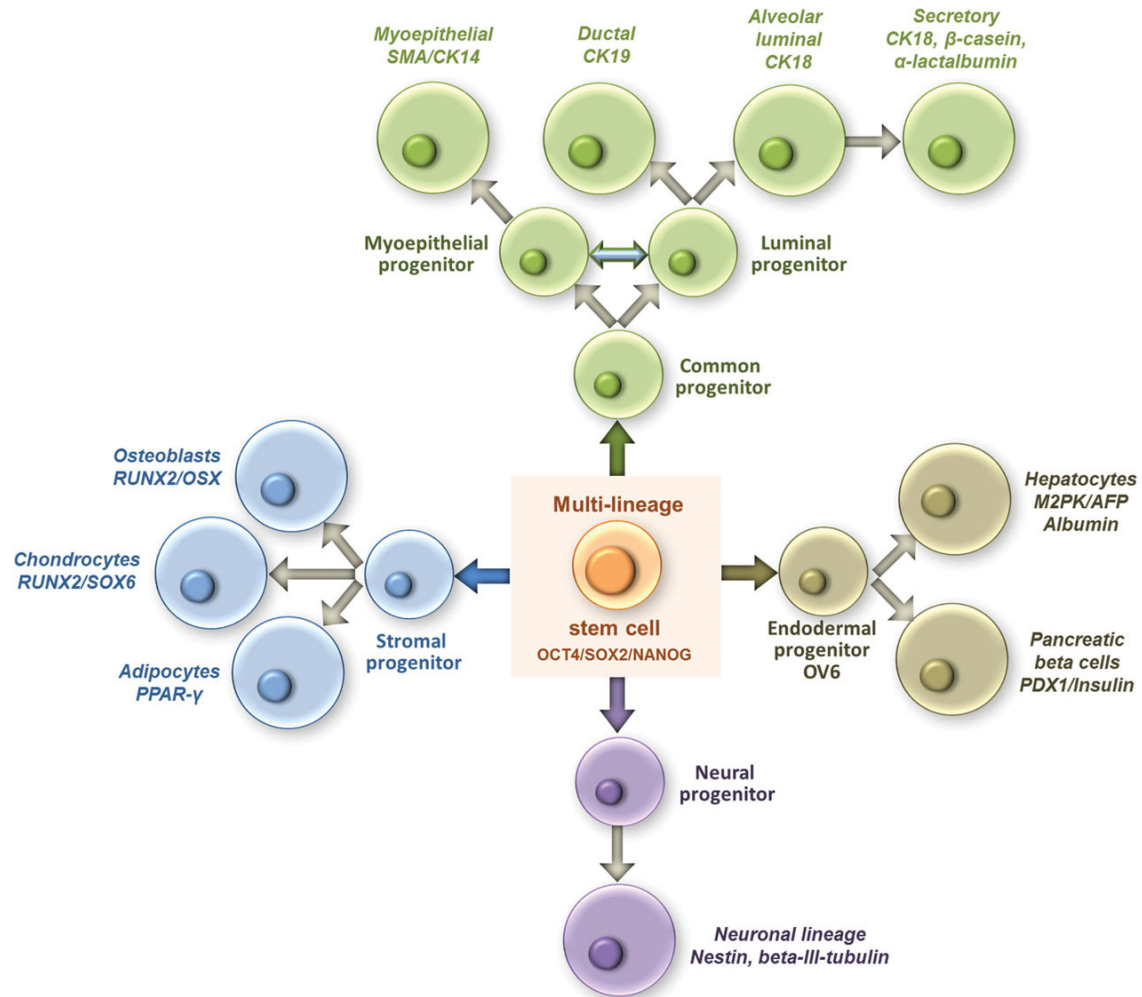 Myoepithelial
SMA/CK14
Ductal
CK19
Alveolar
luminal
CK18
Secretory
CK18, β-casein,
α-lactalbumin
Myoepithelial
progenitor
Luminal
progenitor
Common
progenitor
Osteoblasts
RUNX2/OSX
Chondrocytes
RUNX2/SOX6
Adipocytes
PPAR-γ
Stromal
progenitor
Multi-lineage
stem cell
OCT4/SOX2/NANOG
Endodermal
progenitor
OV6
Hepatocytes
M2PK/AFP
Albumin
Pancreatic
beta cells
PDX1/Insulin
Neural
progenitor
Neuronal lineage
Nestin, beta-III-tubulin